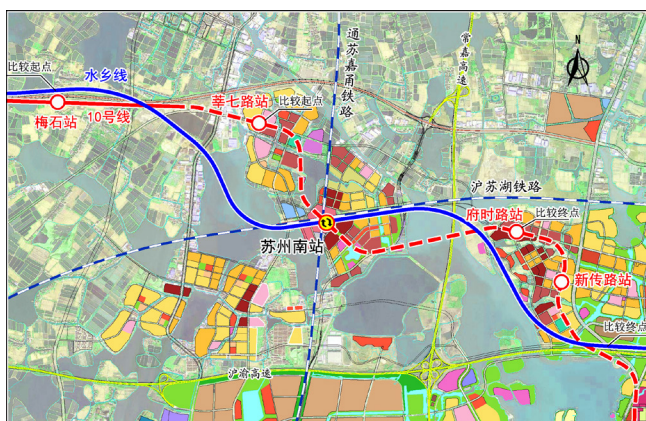 通苏嘉甬铁路
常嘉高速
N
比较起点
水乡线
莘七路站
比较起点
梅石站
10号线
沪苏湖铁路
府时路站
比较终点
苏州南站
新传路站
比较终点
沪渝高速